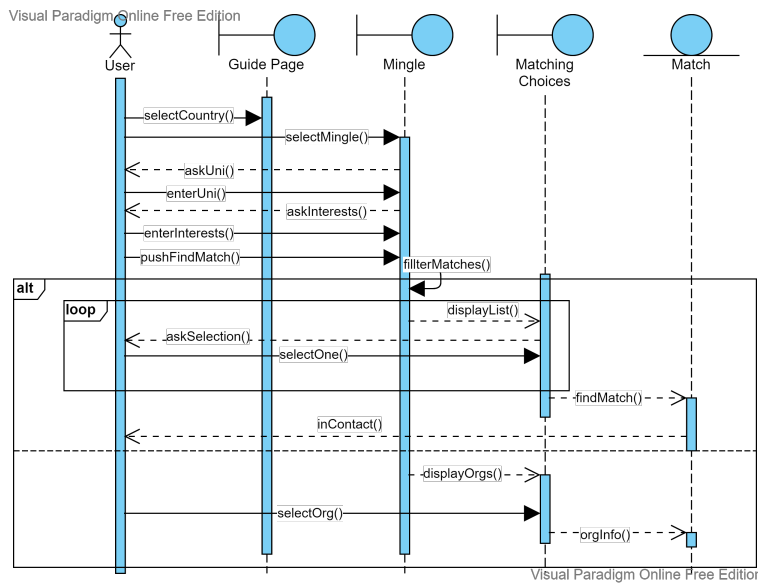 Visual Paradigm Online Free Edition
User
Guide Page
Mingle
Matching
Choices
Match
selectCountry()
selectMingle()
askUni()
enterUni()
askInterests()
enterInterests()
pushFindMatch()
fillterMatches()
alt
loop
displayList()
askSelection()
selectOne()
findMatch()
inContact()
displayOrgs()
selectOrg()
orgInfo()
Visual Paradigm Online Free Edition